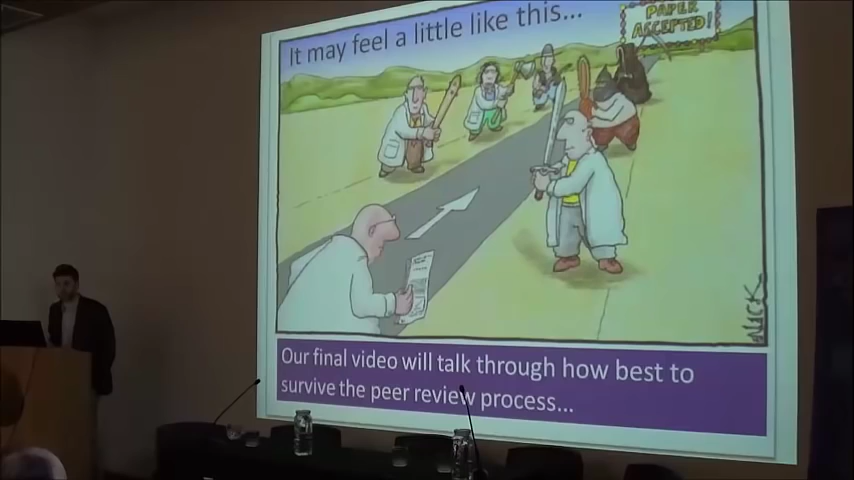 It may feel a little like this...
PAPER
ACCEPTED!
NICK
Our final video will talk through how best to
survive the peer review process...